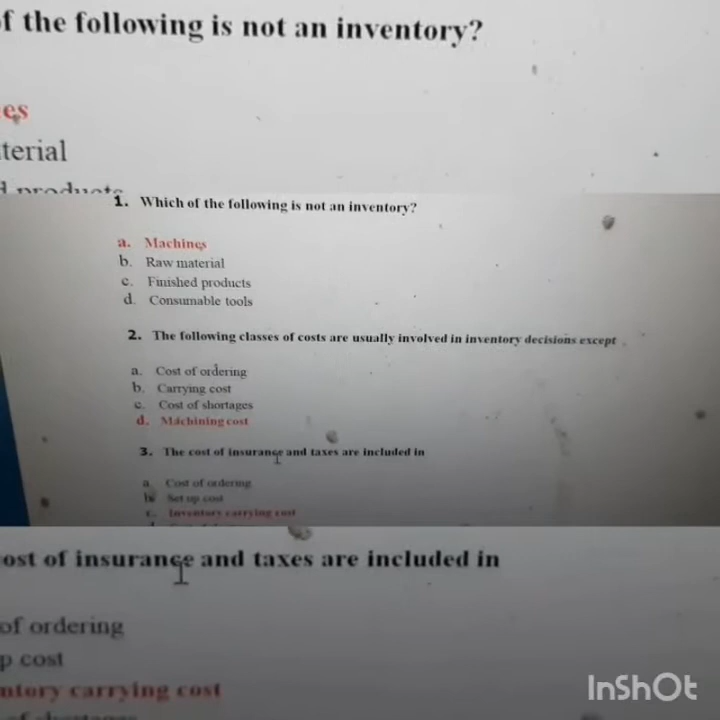 f the following is not an inventory?
es
terial
d products
1. Which of the following is not an inventory?
a. Machines
b. Raw material
c. Finished products
d. Consumable tools
2. The following classes of costs are usually involved in inventory decisions except
a. Cost of ordering
b. Carrying cost
c. Cost of shortages
d. Machining cost
3. The cost of insurance and taxes are included in
a. Cost of ordering
b. Set up cost
c. Inventory carrying cost
ost of insurance and taxes are included in
of ordering
p cost
ntory carrying cost
of shortages
InShOt